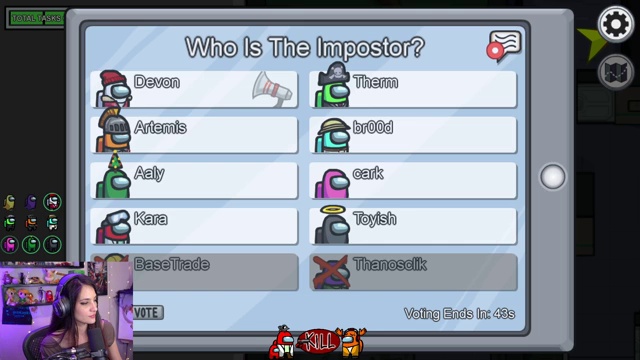 TOTAL TASKS
Who Is The Impostor?
Devon
Therm
Artemis
br00d
Aaly
cark
Kara
Toyish
BaseTrade
Thanosclik
VOTE
Voting Ends In: 43s
KILL